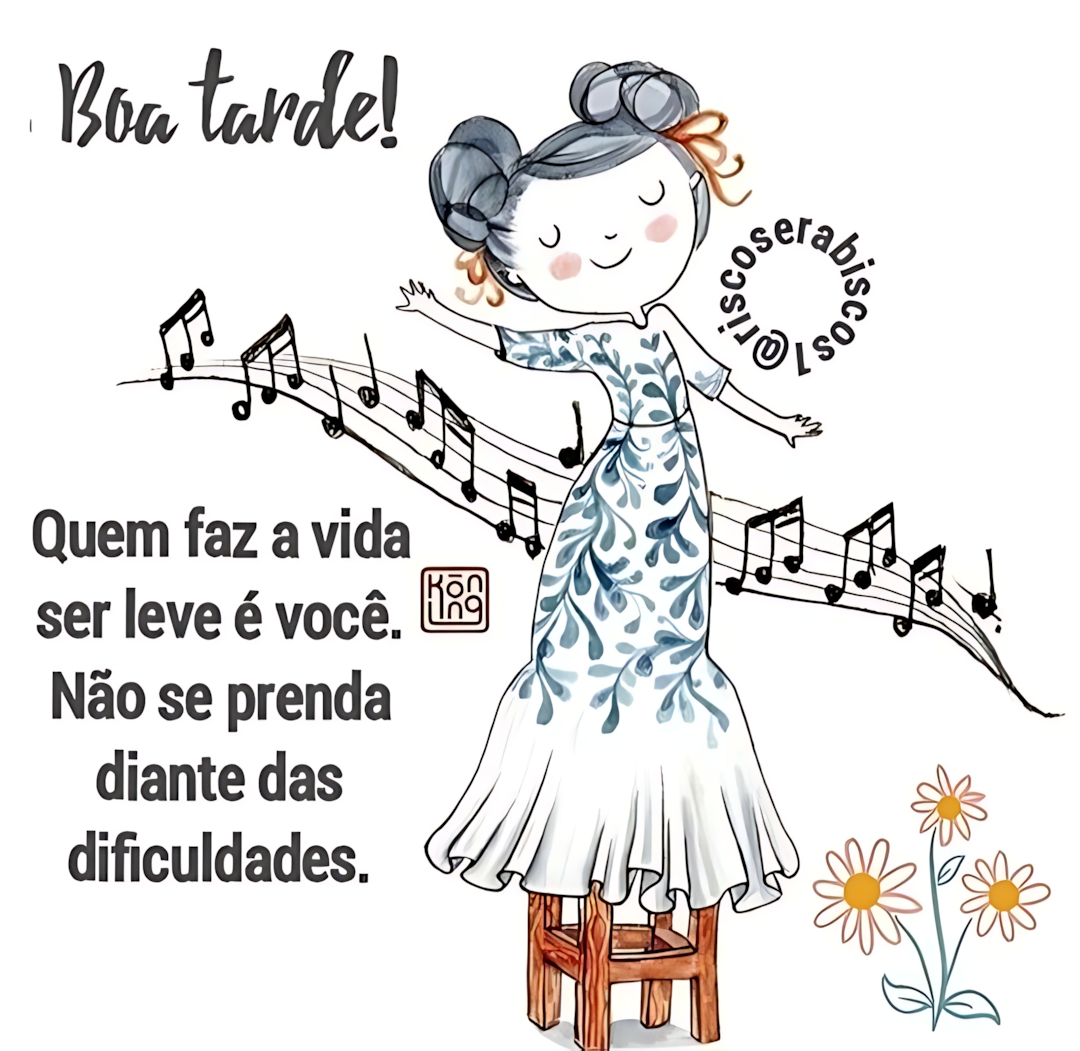 Boa tarde!
@riscoserabiscos1
Quem faz a vida
ser leve é você.
Kōn
ling
Não se prenda
diante das
dificuldades.